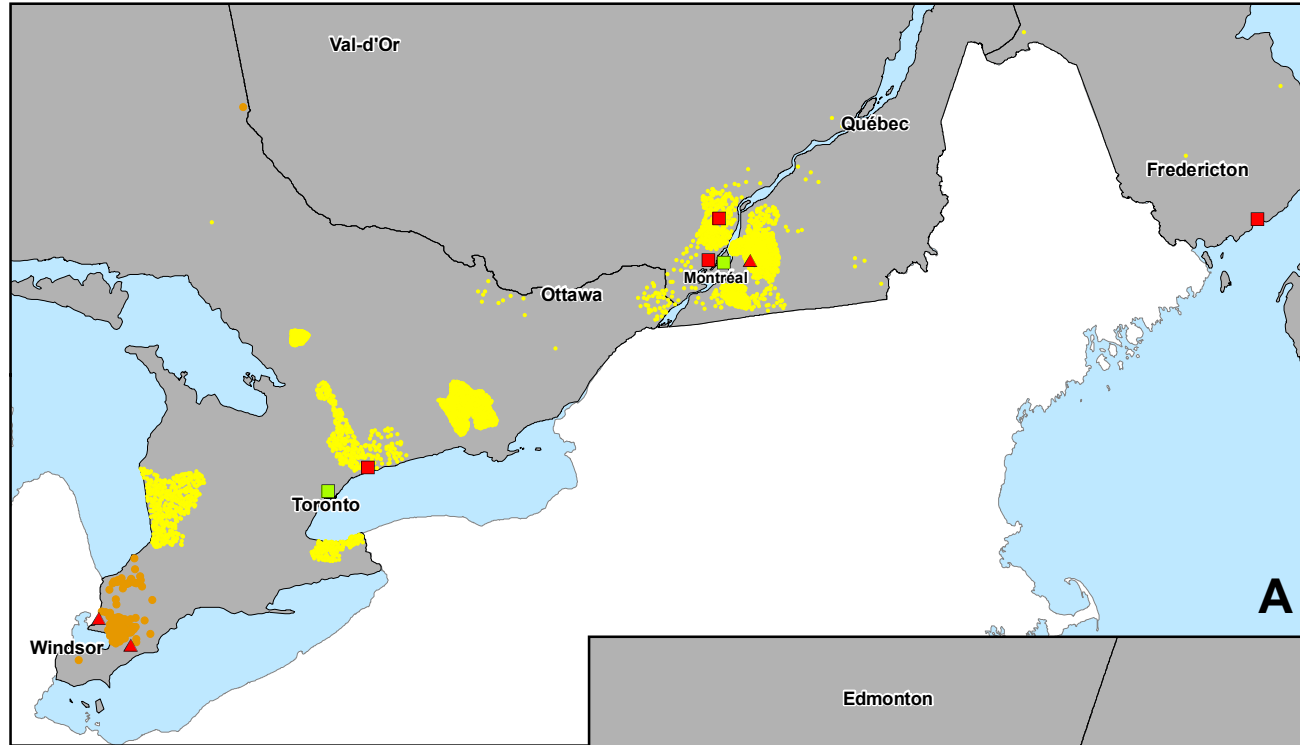 Val-d'Or
Québec
Fredericton
Montréal
Ottawa
Toronto
A
Windsor
Edmonton